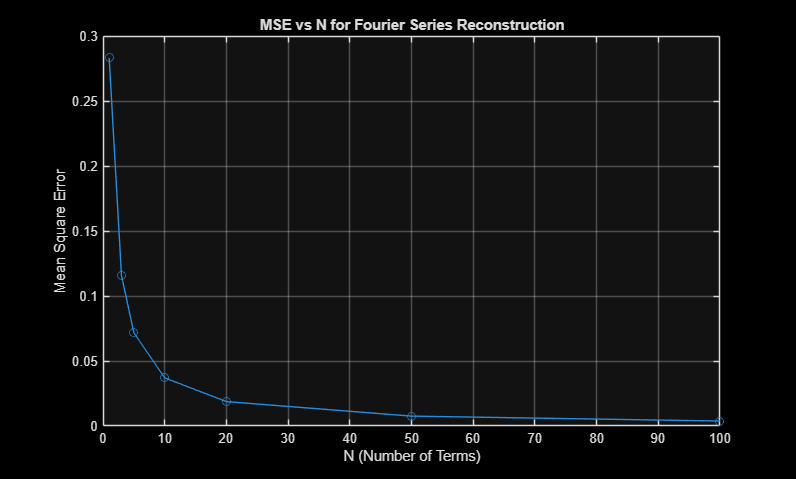 MSE vs N for Fourier Series Reconstruction
0.3
0.25
0.2
0.15
0.1
0.05
0
Mean Square Error
0 10 20 30 40 50 60 70 80 90 100
N (Number of Terms)